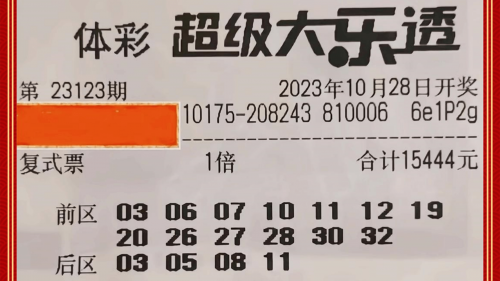 体彩 超级大乐透
第 23123期 2023年10月28日开奖
10175-208243 810006 6e1P2g
复式票 1倍 合计15444元
前区 03 06 07 10 11 12 19
20 26 27 28 30 32
后区 03 05 08 11